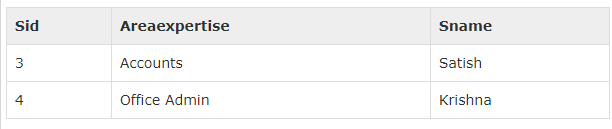 Sid Areaexpertise Sname
3 Accounts Satish
4 Office Admin Krishna